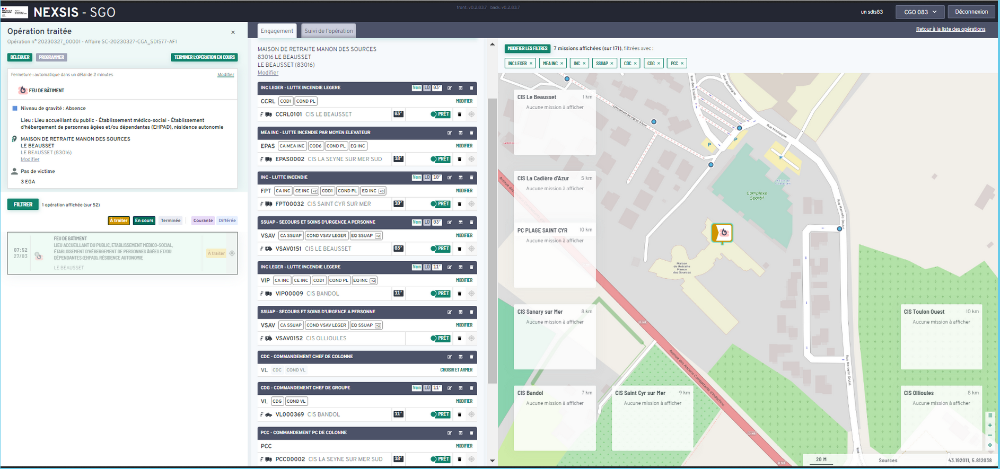 NEXSIS - SGO
front: v0.2.83.7 back: v0.2.83.7
un sdis83
CGO 083
Déconnexion
Opération traitée
×
Opération n° 20230327_00001 - Affaire SC-20230327-CGA_SDIS77-AF1
DÉLÉGUER
PROGRAMMER
TERMINER L'OPÉRATION EN COURS
Fermeture : automatique dans un délai de 2 minutes
Modifier
FEU DE BÂTIMENT
Niveau de gravité : Absence
Lieu : Lieu accueillant du public - Établissement médico-social - Établissement
d'hébergement de personnes âgées et/ou dépendantes (EHPAD), résidence autonomie
MAISON DE RETRAITE MANON DES SOURCES
LE BEAUSSET
LE BEAUSSET (83016)
Modifier
Pas de victime
3 EGA
FILTRER
1 opération affichée (sur 52)
À traiter
En cours
Terminée
Courante
Différée
07:52
27/03
FEU DE BÂTIMENT
LIEU ACCUEILLANT DU PUBLIC, ÉTABLISSEMENT MÉDICO-SOCIAL,
ÉTABLISSEMENT D'HÉBERGEMENT DE PERSONNES ÂGÉES ET/OU
DÉPENDANTES (EHPAD), RÉSIDENCE AUTONOMIE
LE BEAUSSET
À traiter
Engagement
Suivi de l'opération
Retour à la liste des opérations
MAISON DE RETRAITE MANON DES SOURCES
83016 LE BEAUSSET
LE BEAUSSET (83016)
Modifier
INC LEGER - LUTTE INCENDIE LEGERE Nom LD 03'
CCRL COD1 COND PL MODIFIER
F CCRL0101 CIS LE BEAUSSET 03' PRÊT
MEA INC - LUTTE INCENDIE PAR MOYEN ELEVATEUR
EPAS CA MEA INC COD6 COND PL EQ INC MODIFIER
F EPAS0002 CIS LA SEYNE SUR MER SUD 18' PRÊT
INC - LUTTE INCENDIE Nom LD 10'
FPT CA INC CE INC ×2 COD1 COND PL EQ INC ×3 MODIFIER
F FPT00032 CIS SAINT CYR SUR MER 10' PRÊT
SSUAP - SECOURS ET SOINS D'URGENCE A PERSONNE Nom LD 03'
VSAV CA SSUAP COND VSAV LEGER EQ SSUAP ×2 MODIFIER
F VSAV0151 CIS LE BEAUSSET 03' PRÊT
INC LEGER - LUTTE INCENDIE LEGERE Nom LD 11'
VIP CA INC CE INC COD1 COND PL EQ INC ×2 MODIFIER
F VIP00009 CIS BANDOL 11' PRÊT
SSUAP - SECOURS ET SOINS D'URGENCE A PERSONNE
VSAV CA SSUAP COND VSAV LEGER EQ SSUAP ×2 MODIFIER
F VSAV0152 CIS OLLIOULES PRÊT
CDC - COMMANDEMENT CHEF DE COLONNE
VL CDC COND VL CHOISIR ET ARMER
CDG - COMMANDEMENT CHEF DE GROUPE Nom LD 11'
VL CDG COND VL MODIFIER
F VL000369 CIS BANDOL 11' PRÊT
PCC - COMMANDEMENT PC DE COLONNE
PCC MODIFIER
F PCC00002 CIS LA SEYNE SUR MER SUD 18' PRÊT
MODIFIER LES FILTRES
7 missions affichées (sur 171), filtrées avec :
INC LEGER × MEA INC × INC × SSUAP × CDC × CDG × PCC ×
CIS Le Beausset 1 km
Aucune mission à afficher
CIS La Cadière d'Azur 5 km
Aucune mission à afficher
PC PLAGE SAINT CYR 10 km
Aucune mission à afficher
CIS Sanary sur Mer 8 km
Aucune mission à afficher
CIS Toulon Ouest 10 km
Aucune mission à afficher
CIS Bandol 7 km
Aucune mission à afficher
CIS Saint Cyr sur Mer 9 km
Aucune mission à afficher
CIS Ollioules 8 km
Aucune mission à afficher
Rue des Érables
Rue Montaigne
Rue Montaigne
P
P
P
Complexe
Sportif
Maison
de Retraite
Manon
des Sources
Rue Marcelle Drutel
Rue Marcelle Drutel
Avenue des
D N8
Avenue des Anciens Combattants d'Indochine
D N8
D N8
20 M
Sources
43.192011, 5.812038